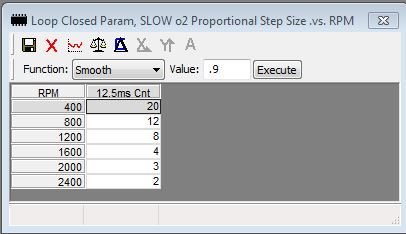 Loop Closed Param, SLOW o2 Proportional Step Size .vs. RPM
Function: Smooth Value: .9 Execute
RPM 12.5ms Cnt
400 20
800 12
1200 8
1600 4
2000 3
2400 2